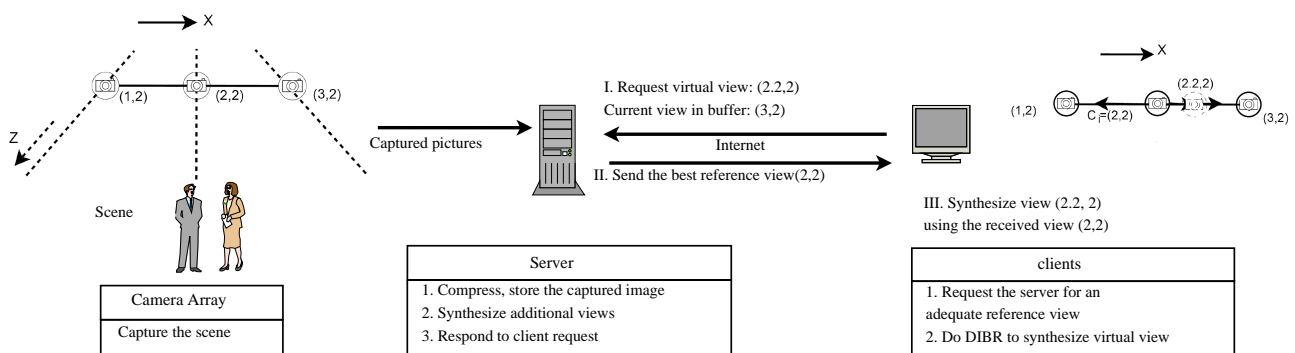 X
(1,2)
(2,2)
(3,2)
Z
Scene
Camera Array
Capture the scene
Captured pictures
I. Request virtual view: (2.2,2)
Current view in buffer: (3,2)
Internet
II. Send the best reference view(2,2)
Server
1. Compress, store the captured image
2. Synthesize additional views
3. Respond to client request
X
(2.2,2)
(1,2)
C_i=(2,2)
(3,2)
III. Synthesize view (2.2, 2)
using the received view (2,2)
clients
1. Request the server for an
adequate reference view
2. Do DIBR to synthesize virtual view